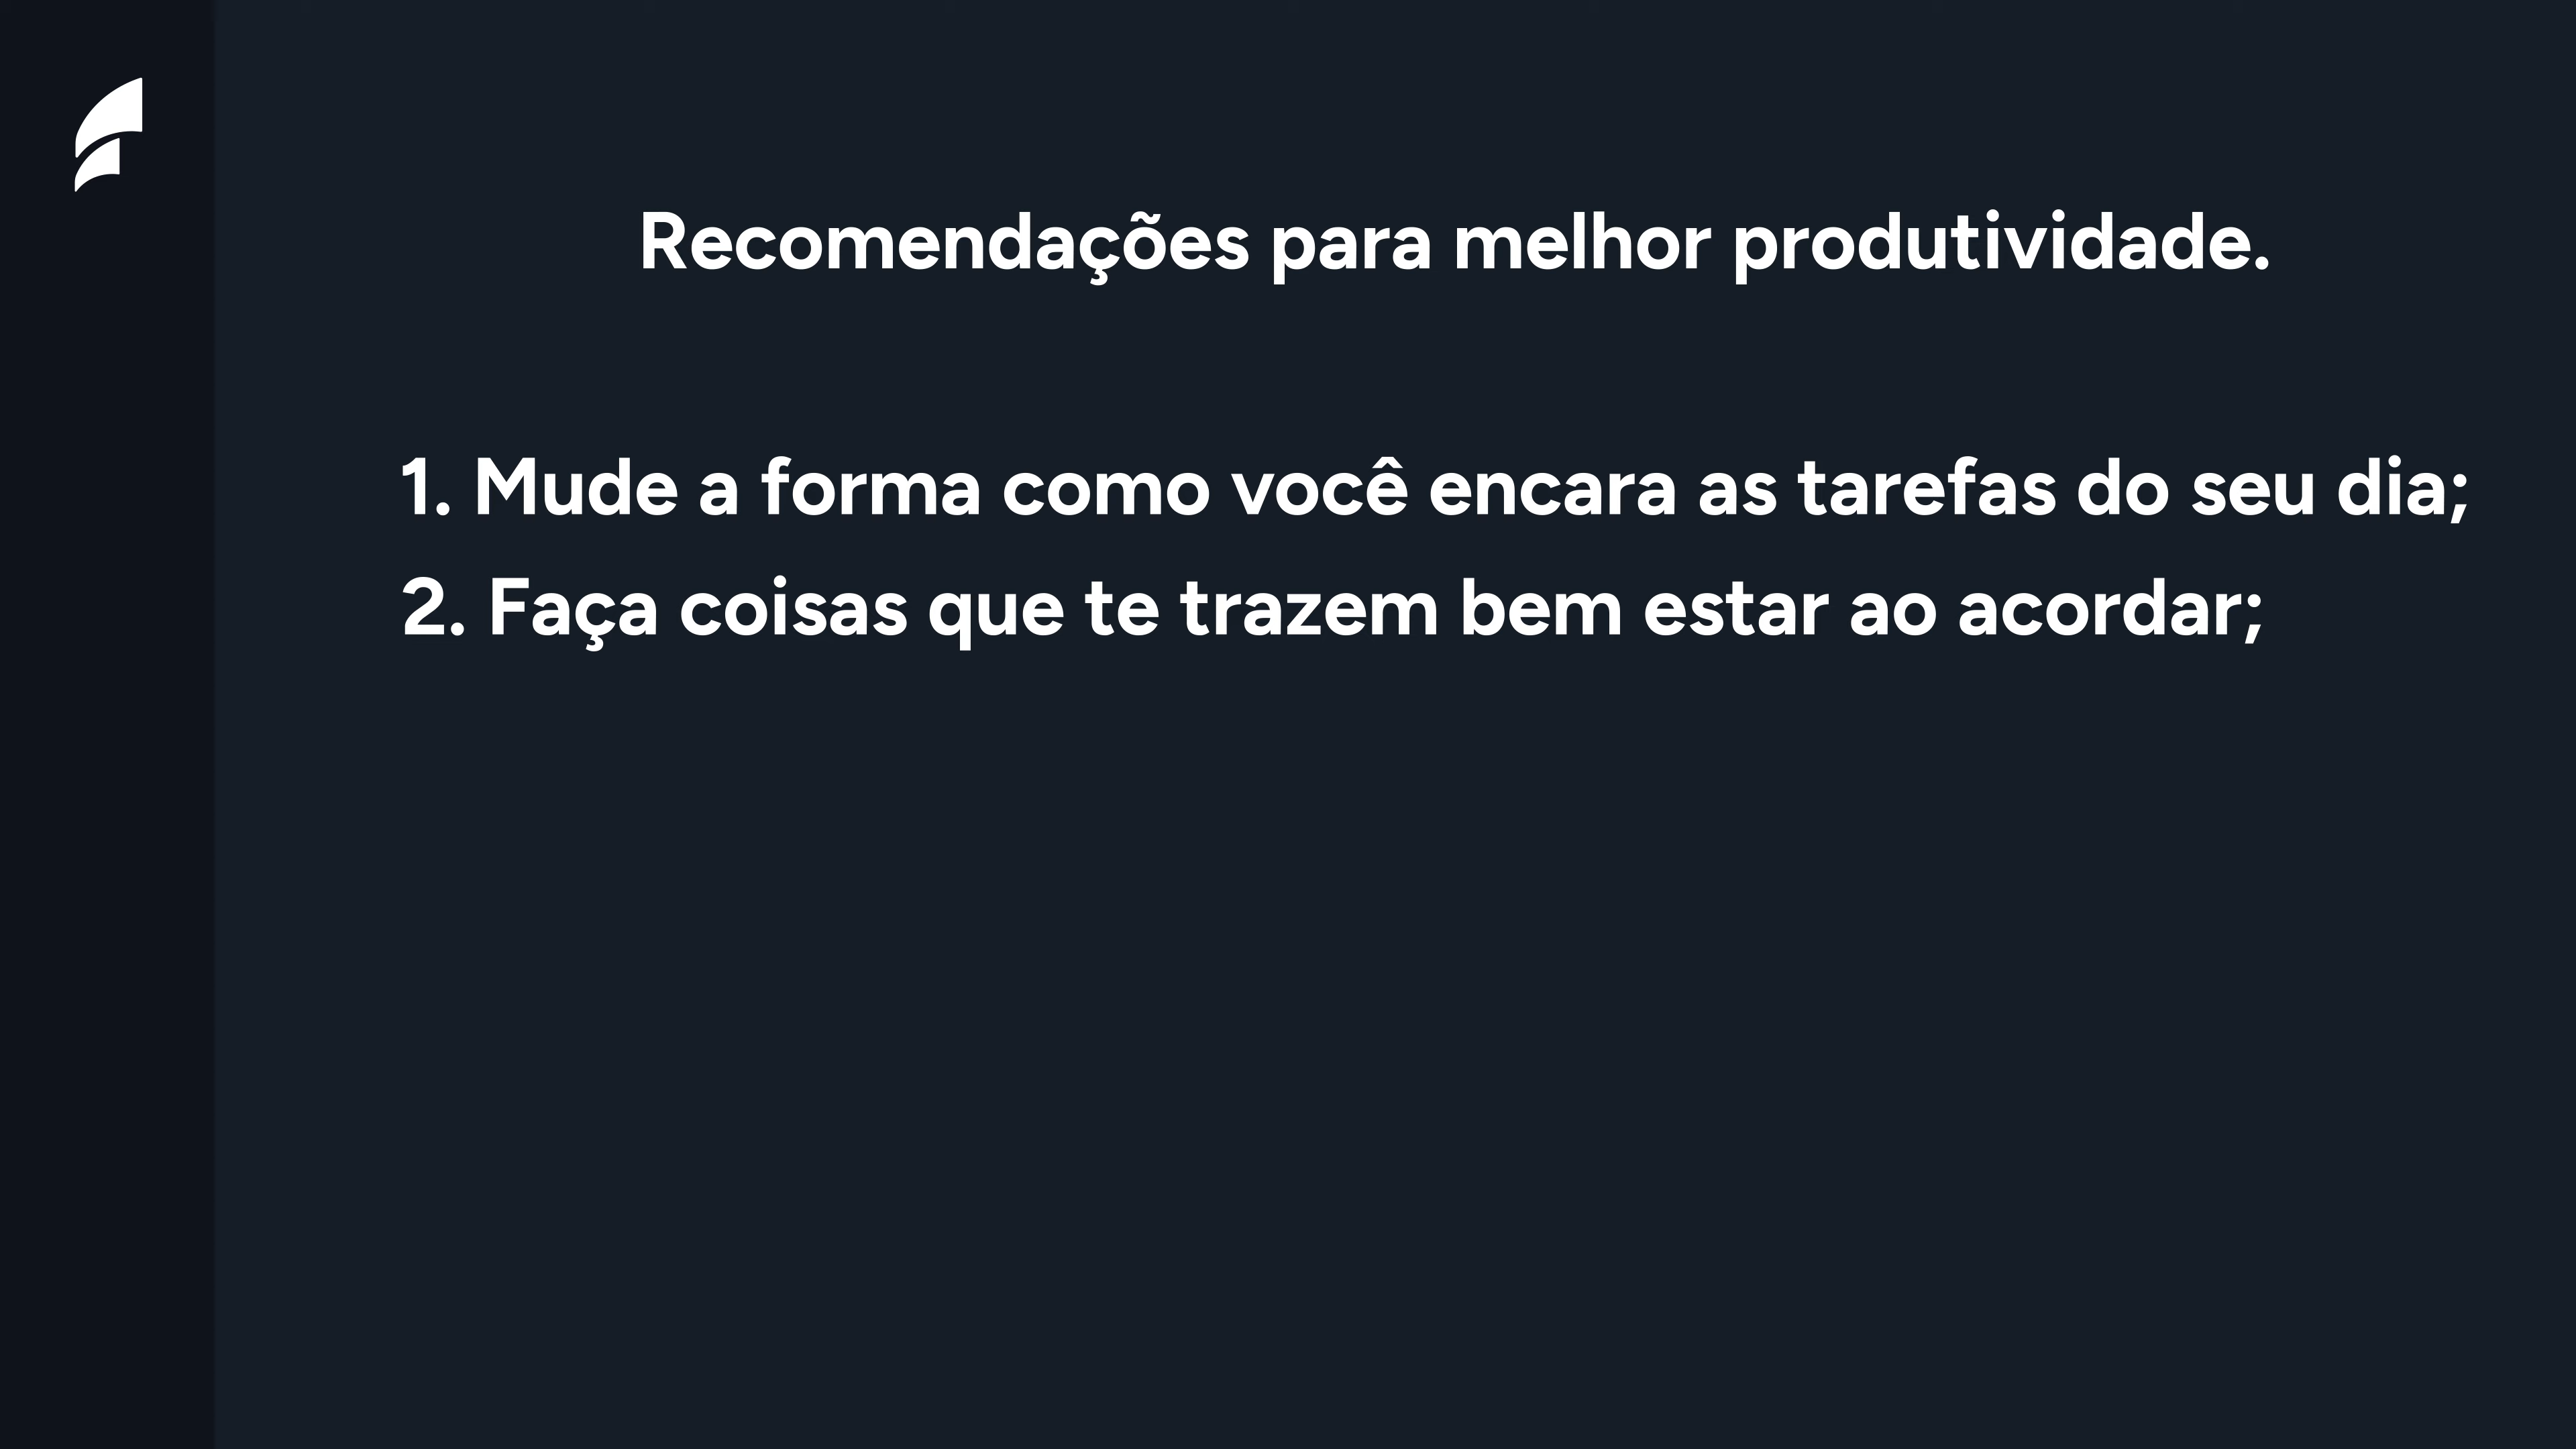 Recomendações para melhor produtividade.
1. Mude a forma como você encara as tarefas do seu dia;
2. Faça coisas que te trazem bem estar ao acordar;